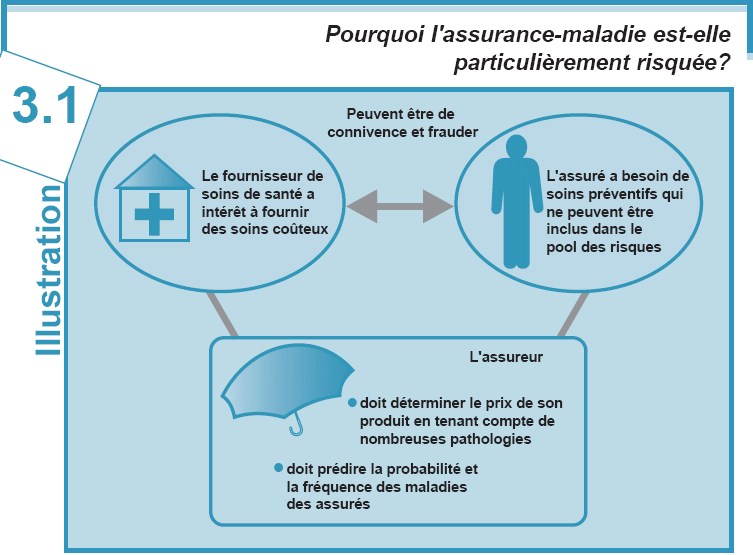 Pourquoi l'assurance-maladie est-elle
particulièrement risquée?
3.1
Illustration
Peuvent être de
connivence et frauder
Le fournisseur de
soins de santé a
intérêt à fournir
des soins coûteux
L'assuré a besoin de
soins préventifs qui
ne peuvent être
inclus dans le
pool des risques
L'assureur
doit déterminer le prix de son
produit en tenant compte de
nombreuses pathologies
doit prédire la probabilité et
la fréquence des maladies
des assurés